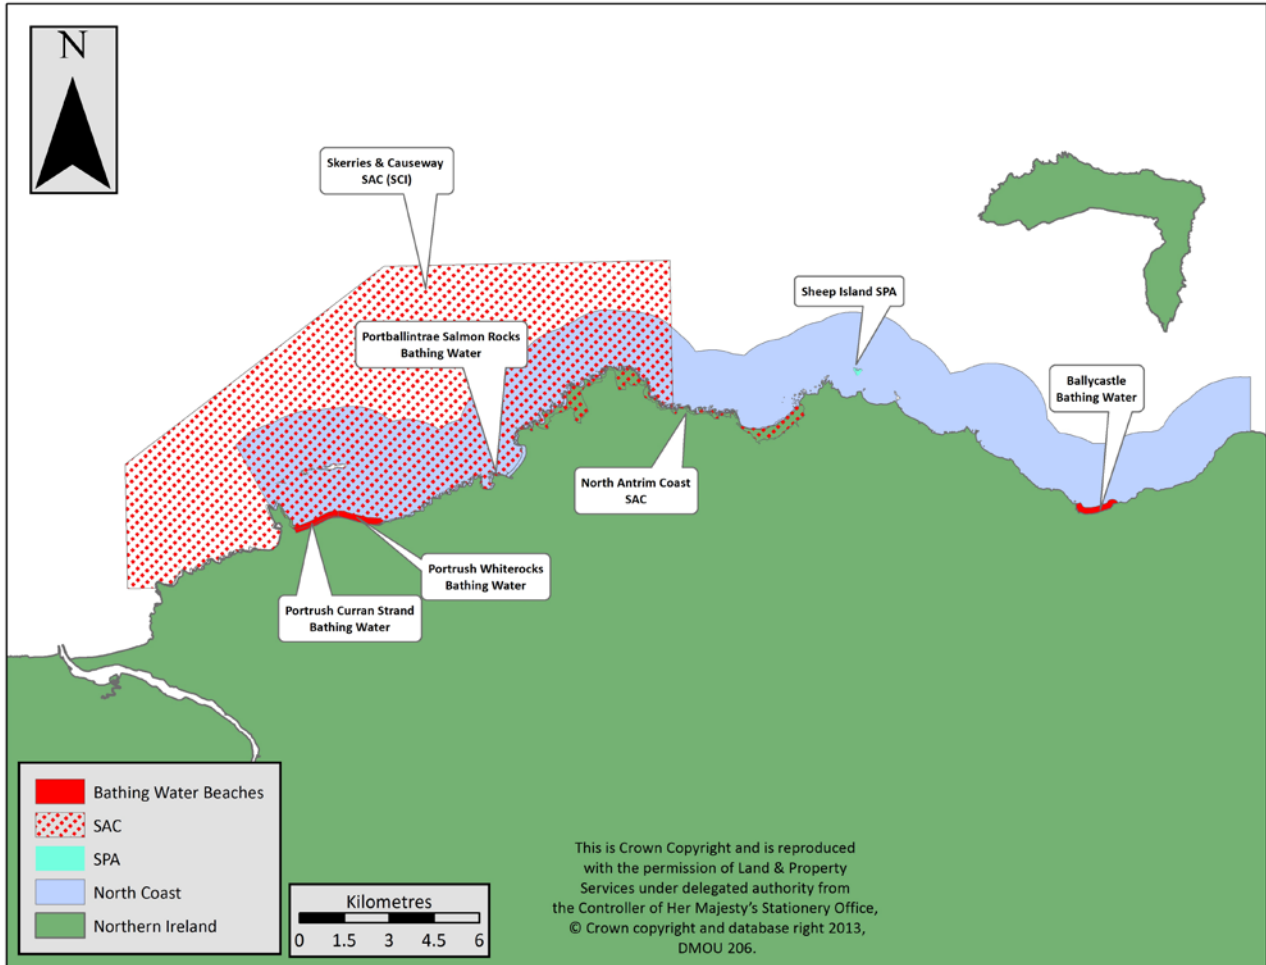 N
Skerries & Causeway
SAC (SCI)
Sheep Island SPA
Portballintrae Salmon Rocks
Bathing Water
Ballycastle
Bathing Water
North Antrim Coast
SAC
Portrush Whiterocks
Bathing Water
Portrush Curran Strand
Bathing Water
Bathing Water Beaches
SAC
SPA
North Coast
Northern Ireland
Kilometres
0 1.5 3 4.5 6
This is Crown Copyright and is reproduced
with the permission of Land & Property
Services under delegated authority from
the Controller of Her Majesty's Stationery Office,
© Crown copyright and database right 2013,
DMOU 206.